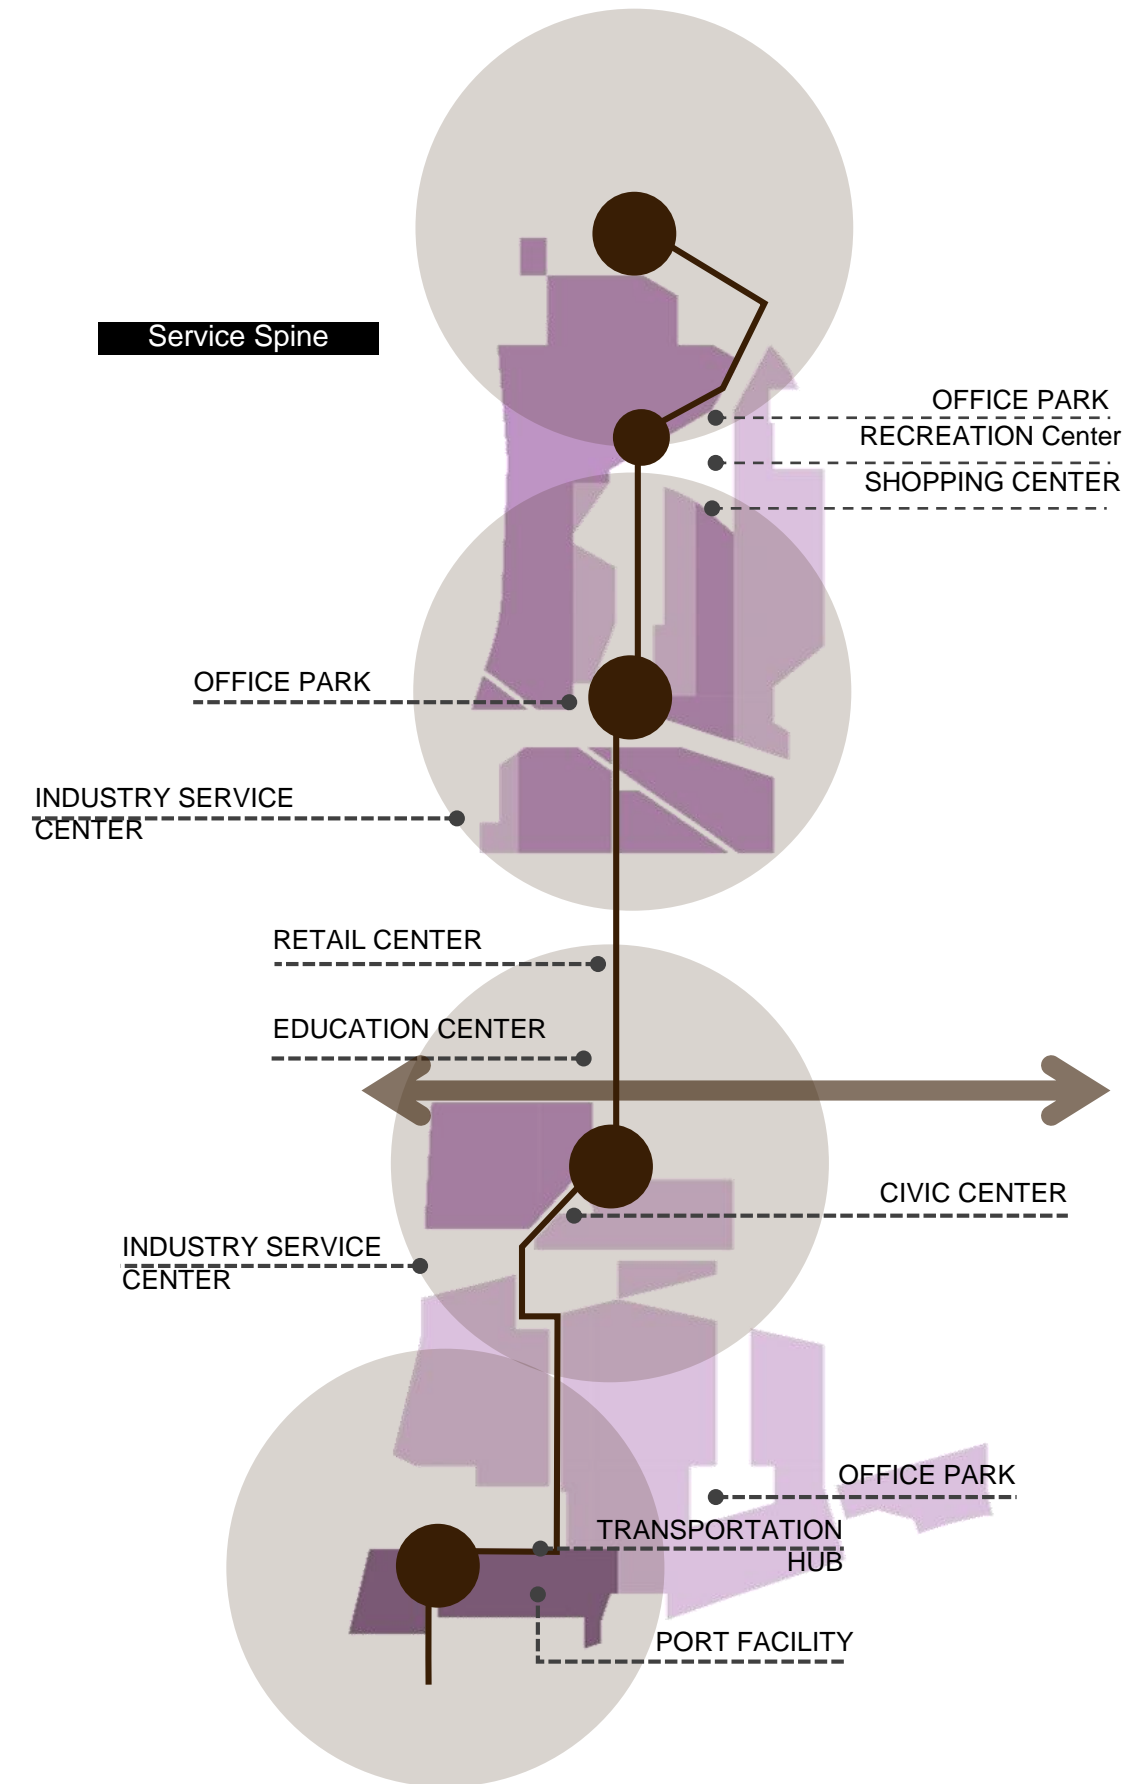 Service Spine
OFFICE PARK
RECREATION Center
SHOPPING CENTER
OFFICE PARK
INDUSTRY SERVICE
CENTER
RETAIL CENTER
EDUCATION CENTER
CIVIC CENTER
INDUSTRY SERVICE
CENTER
OFFICE PARK
TRANSPORTATION
HUB
PORT FACILITY